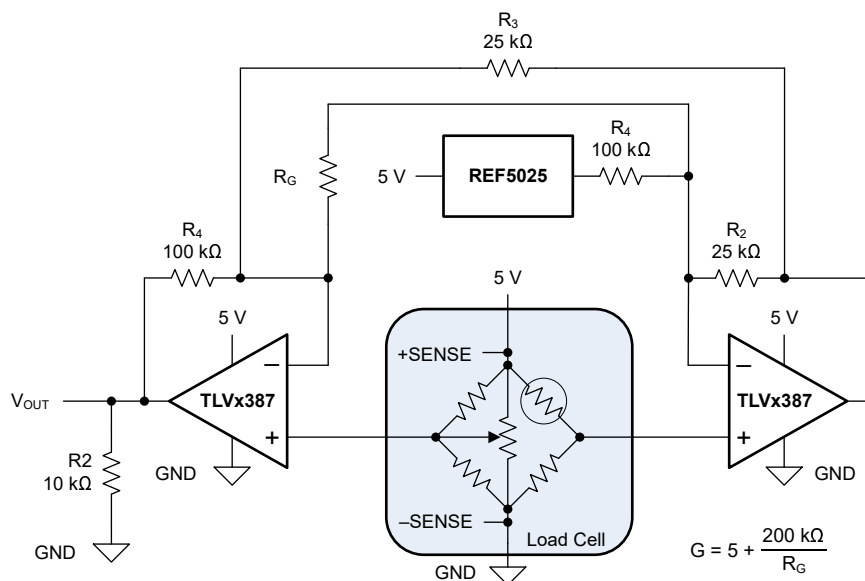 R3
25 kΩ
R4
100 kΩ
RG
5 V
REF5025
R4
100 kΩ
R2
25 kΩ
5 V
5 V
5 V
+SENSE
VOUT
TLVx387
–
+
TLVx387
–
+
R2
10 kΩ
GND
GND
–SENSE
Load Cell
GND
GND
G = 5 + 200 kΩ / RG